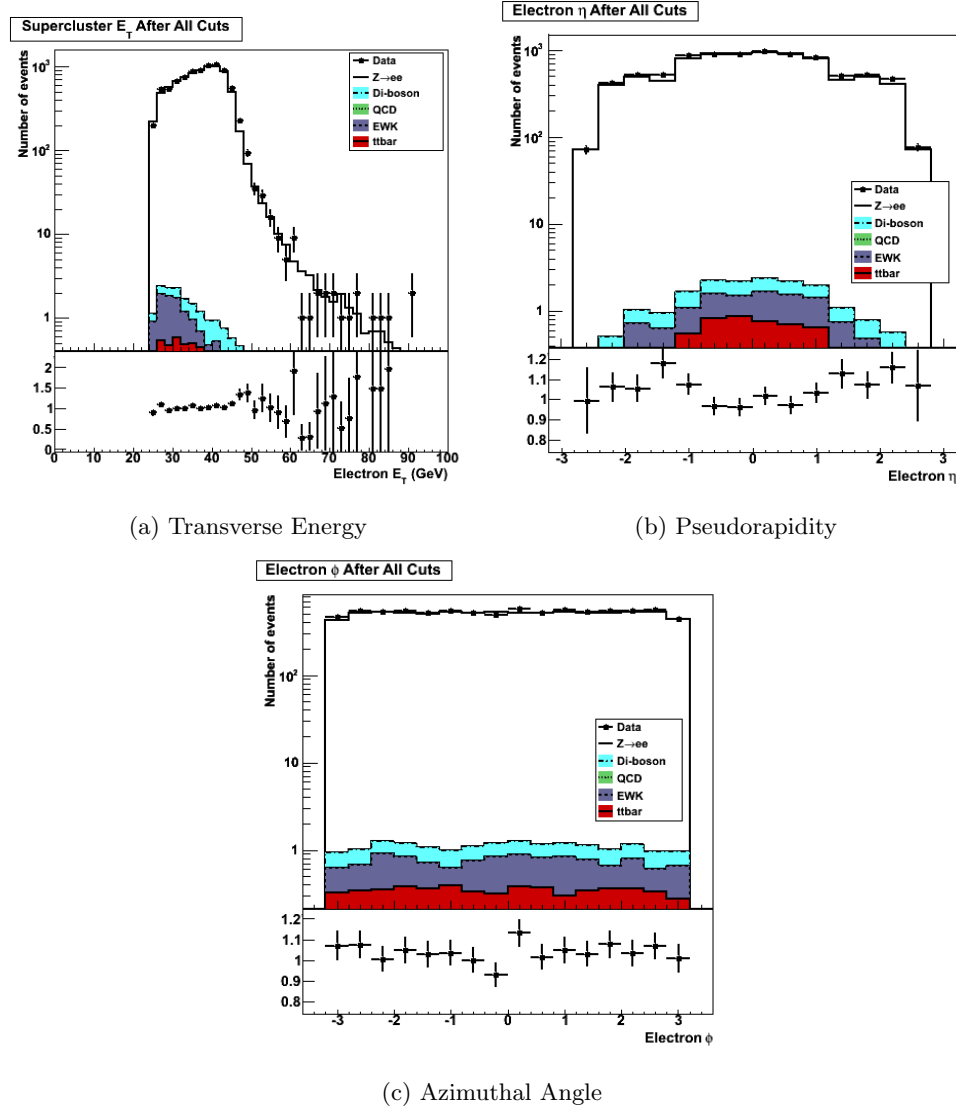 Supercluster E_T After All Cuts
Number of events
10³
10²
10
1
Data
Z→ee
Di-boson
QCD
EWK
ttbar
2
1.5
1
0.5
0
0 10 20 30 40 50 60 70 80 90 100
Electron E_T (GeV)
(a) Transverse Energy
Electron η After All Cuts
Number of events
10³
10²
10
1
Data
Z→ee
Di-boson
QCD
EWK
ttbar
1.2
1.1
1
0.9
0.8
-3 -2 -1 0 1 2 3
Electron η
(b) Pseudorapidity
Electron ϕ After All Cuts
Number of events
10²
10
1
Data
Z→ee
Di-boson
QCD
EWK
ttbar
1.2
1.1
1
0.9
0.8
-3 -2 -1 0 1 2 3
Electron ϕ
(c) Azimuthal Angle